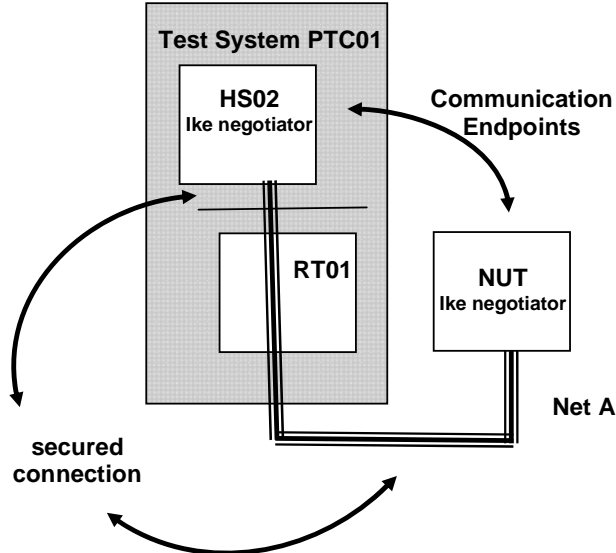 Test System PTC01
HS02
Ike negotiator
Communication
Endpoints
RT01
NUT
Ike negotiator
Net A
secured
connection